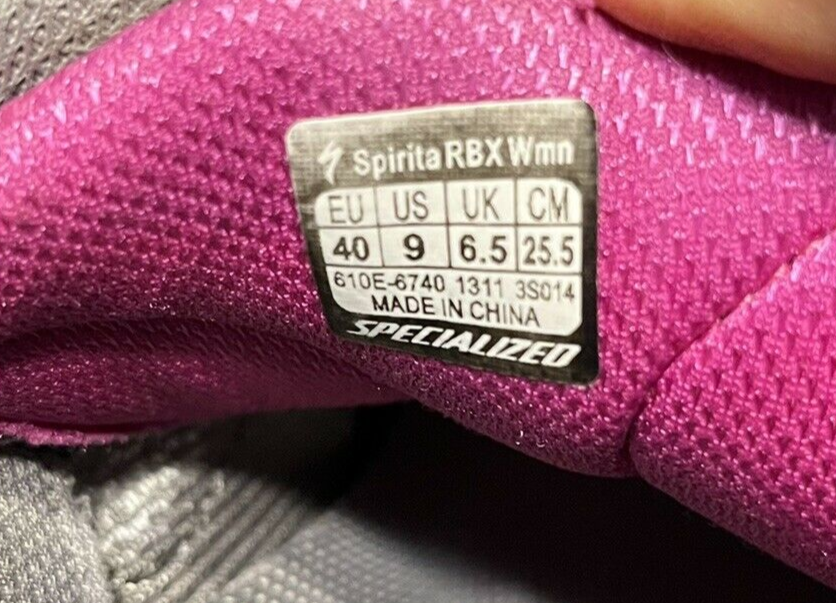 Spirita RBX Wmn
EU US UK CM
40 9 6.5 25.5
610E-6740 1311 3S014
MADE IN CHINA
SPECIALIZED